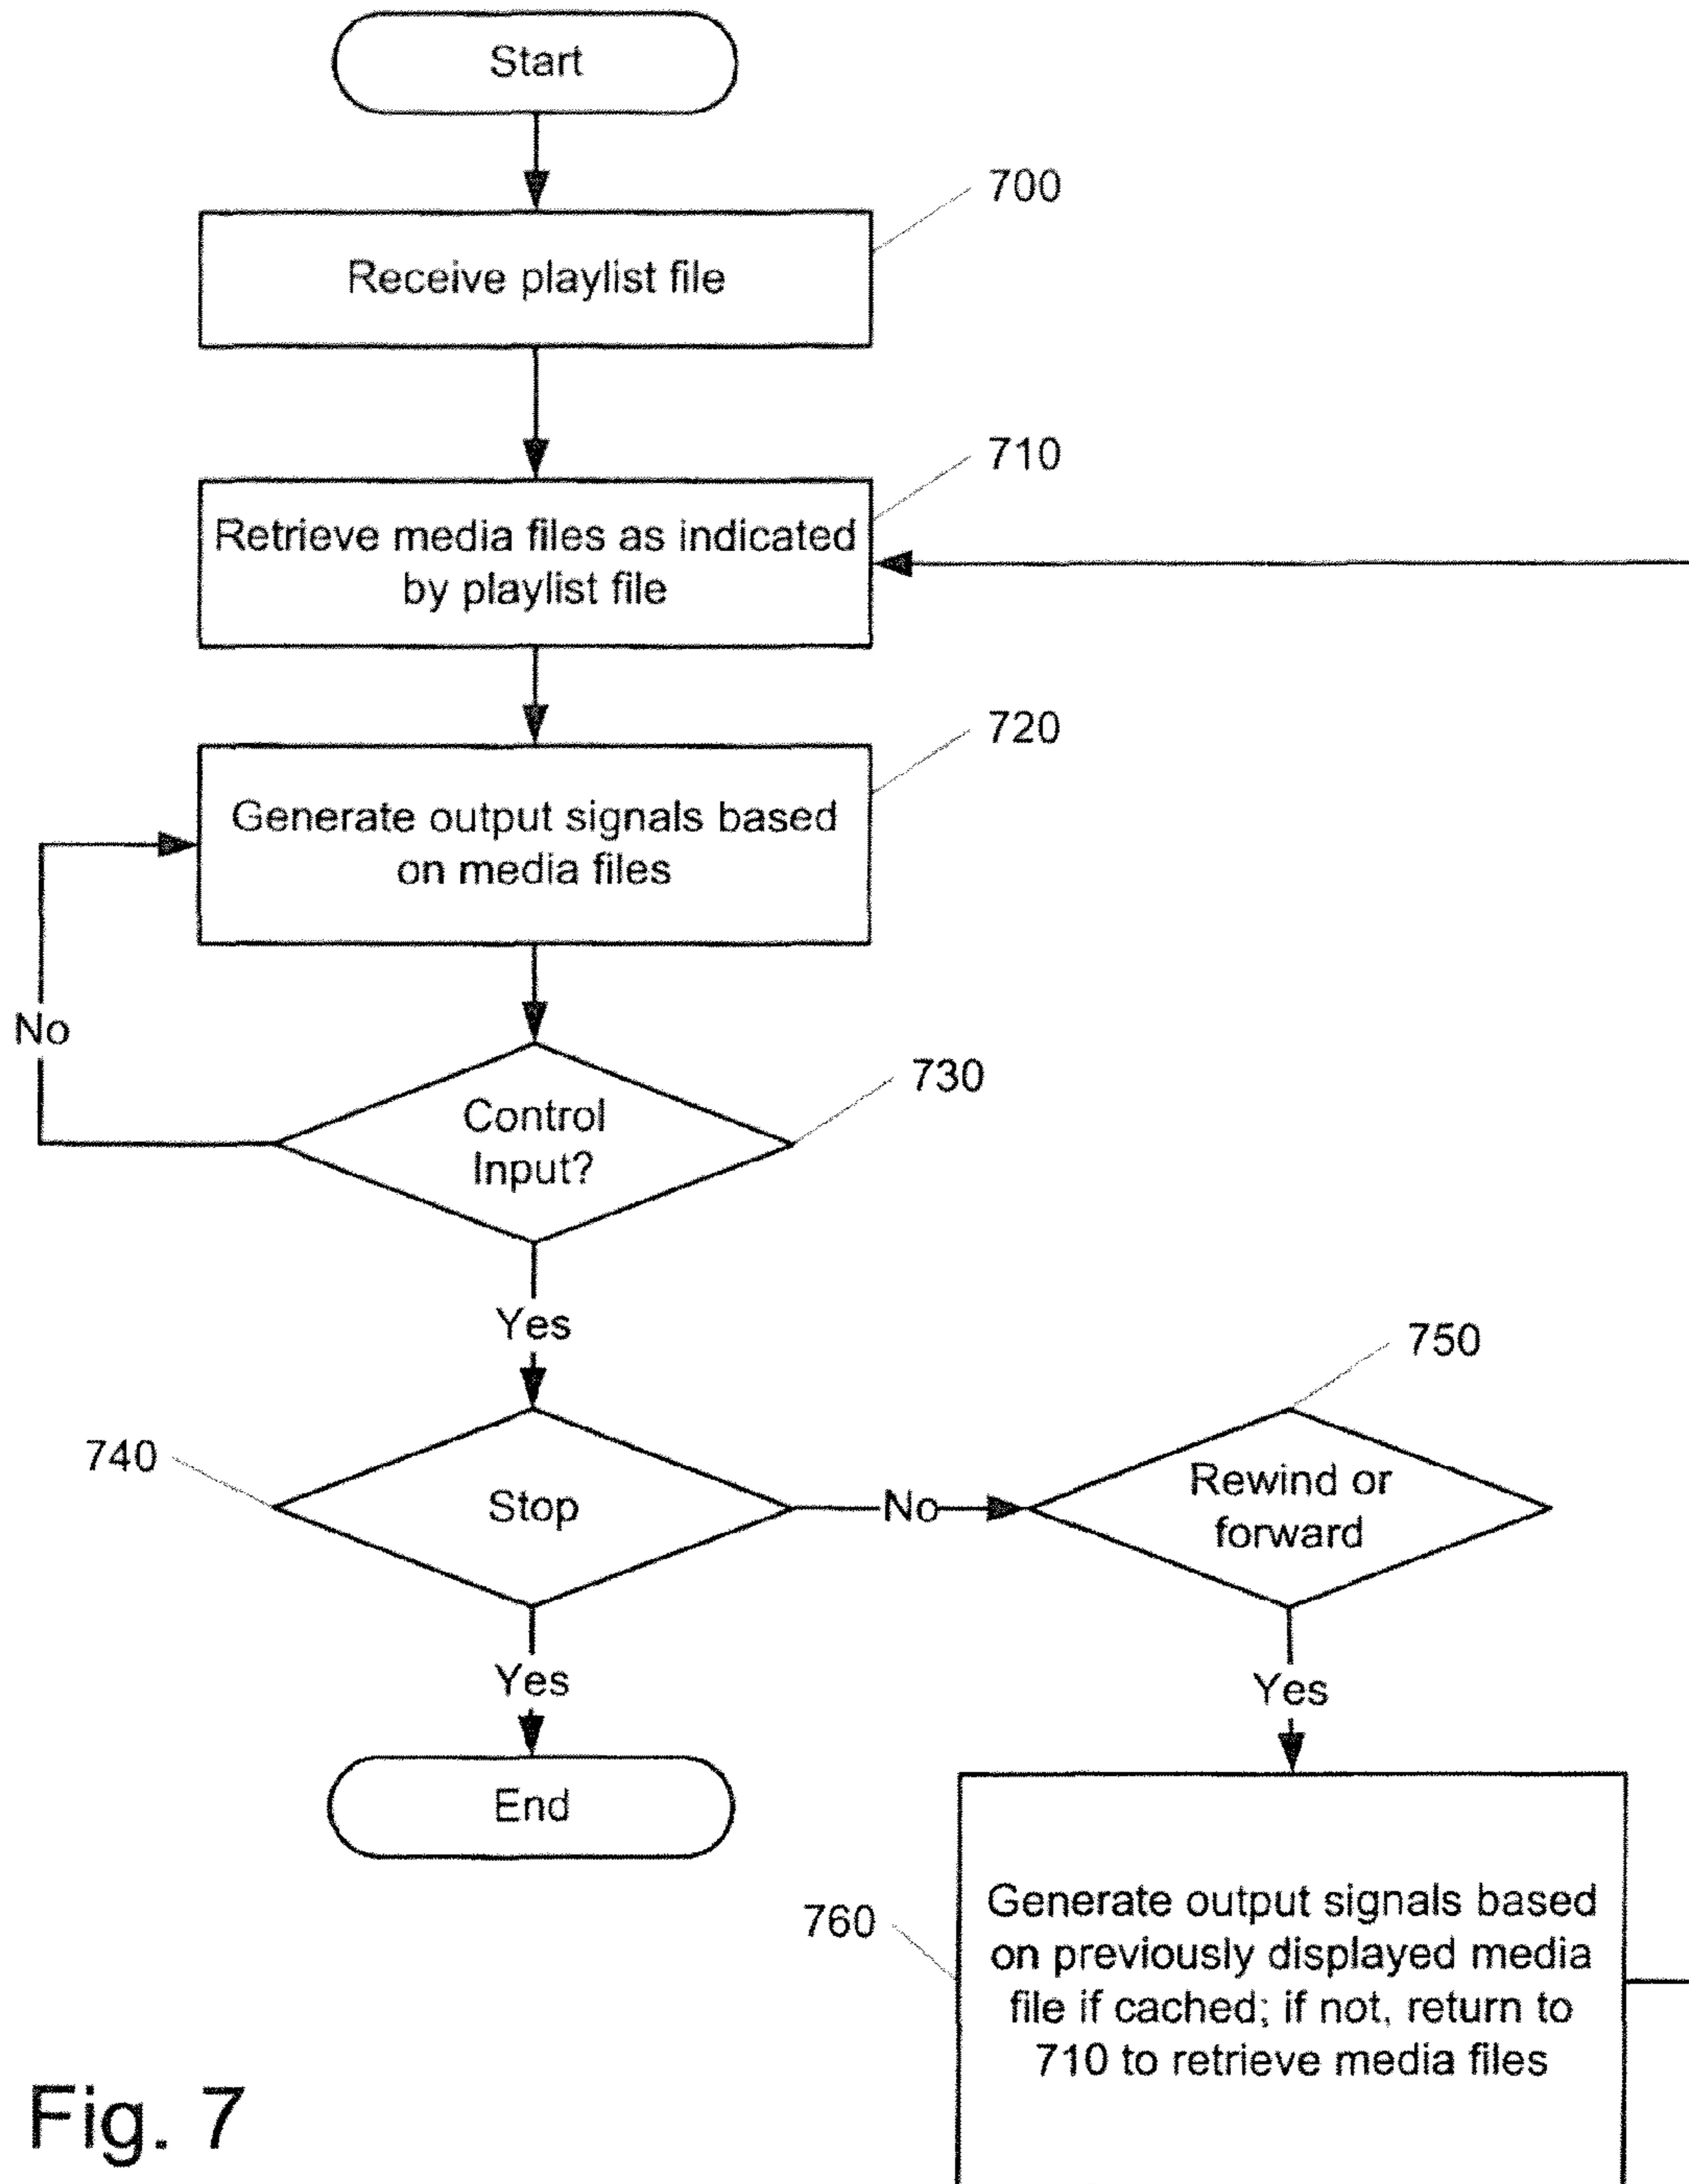 Start
700
Receive playlist file
710
Retrieve media files as indicated
by playlist file
720
Generate output signals based
on media files
No
730
Control
Input?
Yes
750
740
Stop
No
Rewind or
forward
Yes
Yes
End
760
Generate output signals based
on previously displayed media
file if cached; if not, return to
710 to retrieve media files
Fig. 7